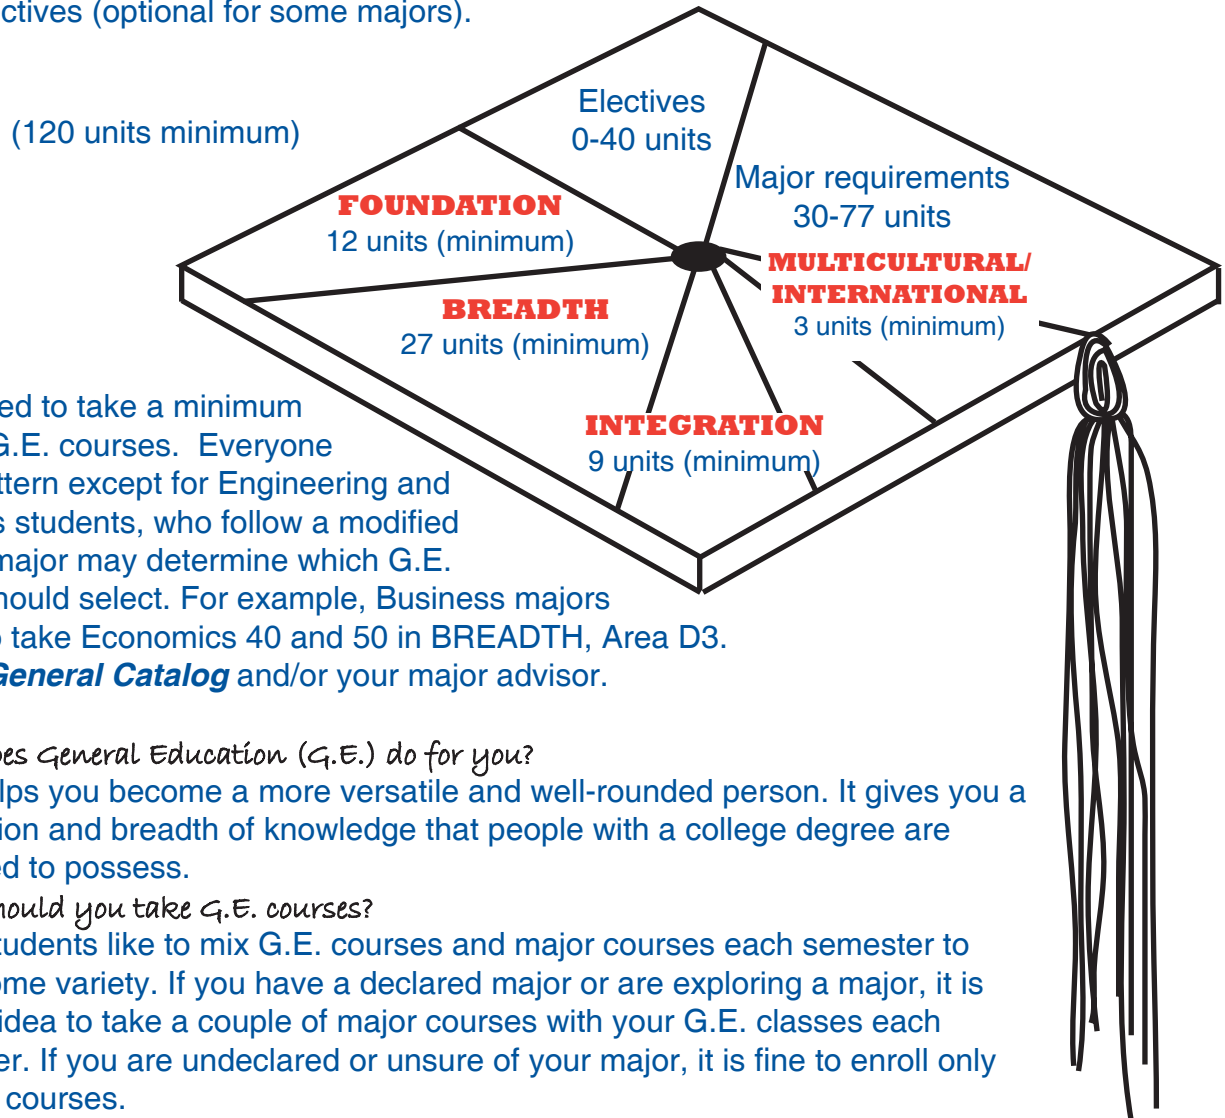 ctives (optional for some majors).
(120 units minimum)
Electives
0-40 units
Major requirements
30-77 units
FOUNDATION
12 units (minimum)
MULTICULTURAL/
INTERNATIONAL
3 units (minimum)
BREADTH
27 units (minimum)
INTEGRATION
9 units (minimum)
ed to take a minimum
G.E. courses.  Everyone
ttern except for Engineering and
s students, who follow a modified
major may determine which G.E.
hould select. For example, Business majors
o take Economics 40 and 50 in BREADTH, Area D3.
General Catalog and/or your major advisor.
oes General Education (G.E.) do for you?
lps you become a more versatile and well-rounded person. It gives you a
tion and breadth of knowledge that people with a college degree are
ed to possess.
hould you take G.E. courses?
tudents like to mix G.E. courses and major courses each semester to
ome variety. If you have a declared major or are exploring a major, it is
idea to take a couple of major courses with your G.E. classes each
er. If you are undeclared or unsure of your major, it is fine to enroll only
courses.